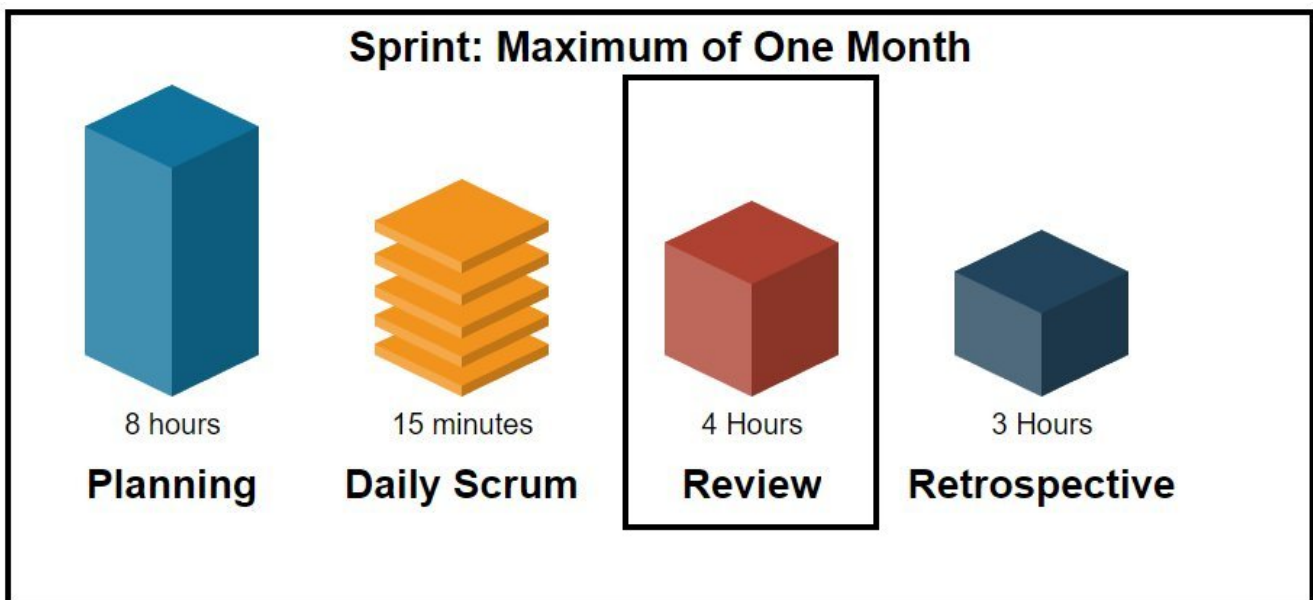 Sprint: Maximum of One Month
8 hours
15 minutes
4 Hours
3 Hours
Planning
Daily Scrum
Review
Retrospective